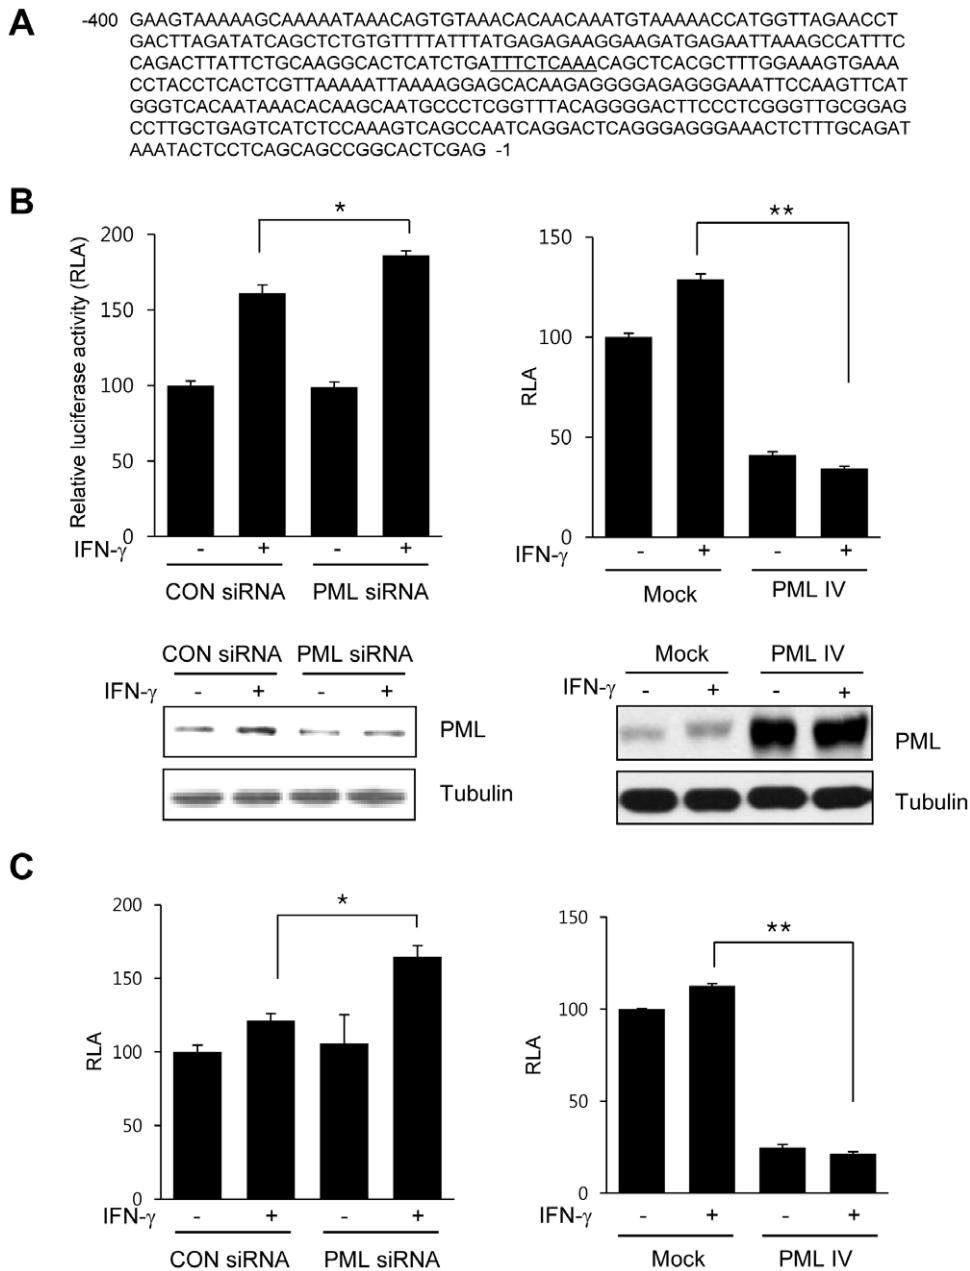 A
-400 GAAGTAAAAAGCAAAAATAAACAGTGTAAACACAACAAATGTAAAAACCATGGTTAGAACCT
GACTTAGATATCAGCTCTGTGTTTTATTTATGAGAGAAGGAAGATGAGAATTAAAGCCATTTC
CAGACTTATTCTGCAAGGCACTCATCTGATTTCTCAAACAGCTCACGCTTTGGAAAGTGAAA
CCTACCTCACTCGTTAAAAATTAAAAGGAGCACAAGAGGGGAGAGGGAAATTCCAAGTTCAT
GGGTCACAATAAACACAAGCAATGCCCTCGGTTTACAGGGGACTTCCCTCGGGTTGCGGAG
CCTTGCTGAGTCATCTCCAAAGTCAGCCAATCAGGACTCAGGGAGGGAAACTCTTTGCAGAT
AAATACTCCTCAGCAGCCGGCACTCGAG -1
B
Relative luciferase activity (RLA)
200
150
100
50
0
*
IFN-γ - + - +
CON siRNA PML siRNA
RLA
150
100
50
0
**
IFN-γ - + - +
Mock PML IV
CON siRNA PML siRNA
IFN-γ - + - +
PML
Tubulin
Mock PML IV
IFN-γ - + - +
PML
Tubulin
C
RLA
200
150
100
50
0
*
IFN-γ - + - +
CON siRNA PML siRNA
RLA
150
100
50
0
**
IFN-γ - + - +
Mock PML IV